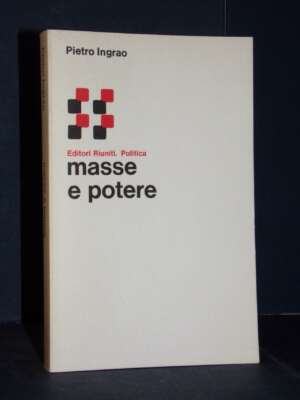 Pietro Ingrao
Editori Riuniti. Politica
masse
e potere